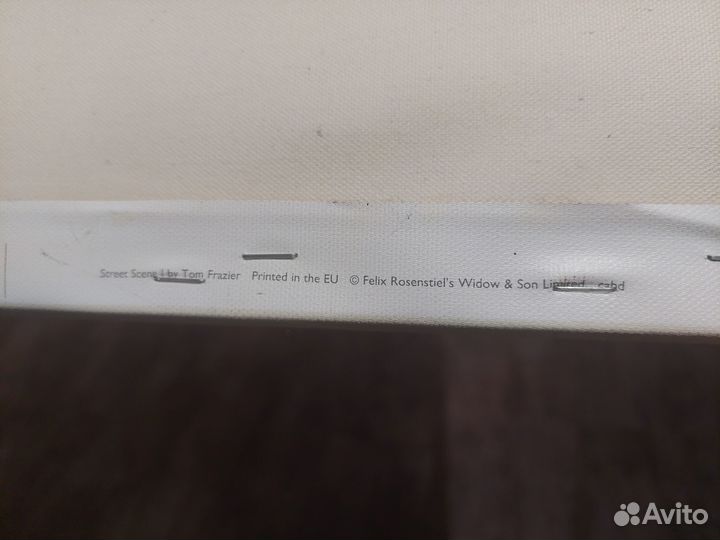 Street Scene I by Tom Frazier Printed in the EU © Felix Rosenstiel's Widow & Son Limited
Avito